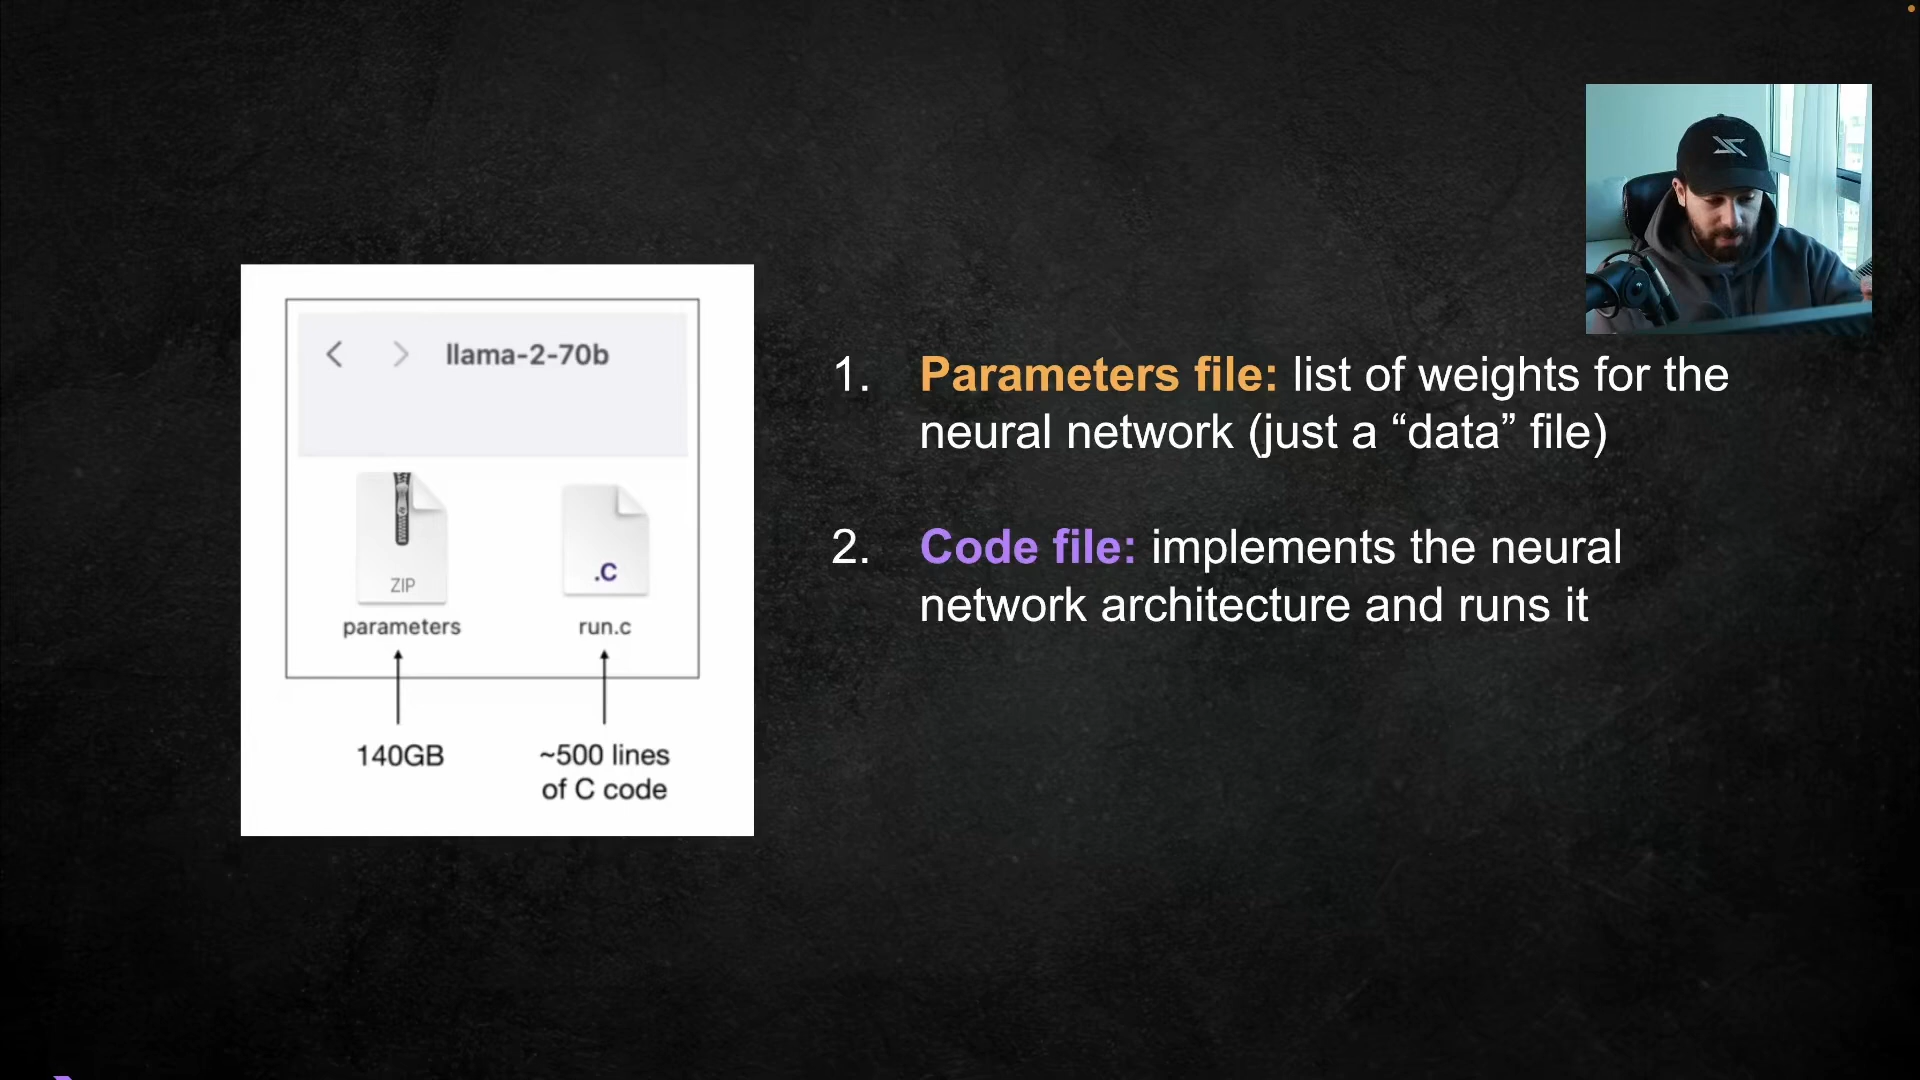 llama-2-70b
ZIP
.C
parameters
run.c
140GB
~500 lines
of C code
1. Parameters file: list of weights for the
neural network (just a “data” file)
2. Code file: implements the neural
network architecture and runs it